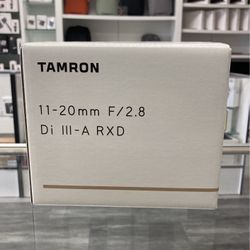 TAMRON
11-20mm F/2.8
Di III-A RXD